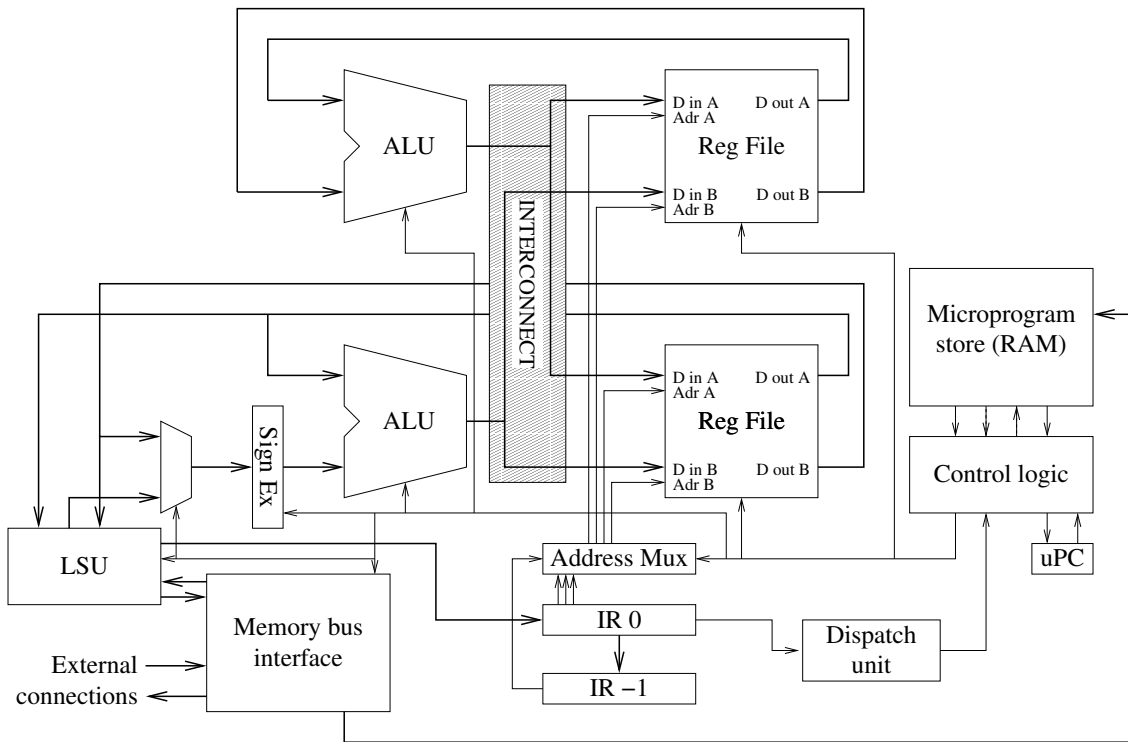 D in A
D out A
Adr A
ALU
Reg File
D in B
D out B
Adr B
INTERCONNECT
Microprogram
store (RAM)
D in A
D out A
Adr A
ALU
Reg File
Sign Ex
D in B
D out B
Adr B
Control logic
LSU
Address Mux
uPC
IR 0
Memory bus
interface
Dispatch
unit
External
connections
IR −1